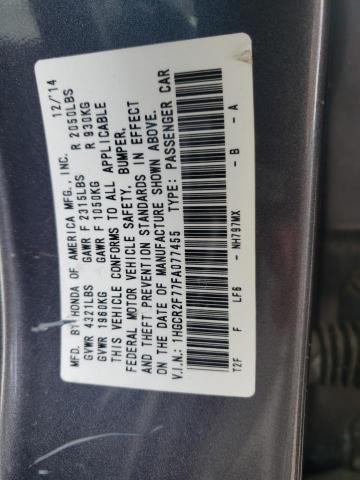 MFD. BY HONDA OF AMERICA MFG., INC. 12/'14
GVWR 4321LBS GAWR F 2315LBS R 2050LBS
GVWR 1960KG GAWR F 1050KG R 930KG
THIS VEHICLE CONFORMS TO ALL APPLICABLE
FEDERAL MOTOR VEHICLE SAFETY, BUMPER,
AND THEFT PREVENTION STANDARDS IN EFFECT
ON THE DATE OF MANUFACTURE SHOWN ABOVE.
V.I.N.: 1HGCR2F77FA077455 TYPE: PASSENGER CAR
T2F F LF6 - NH797MX - B - A